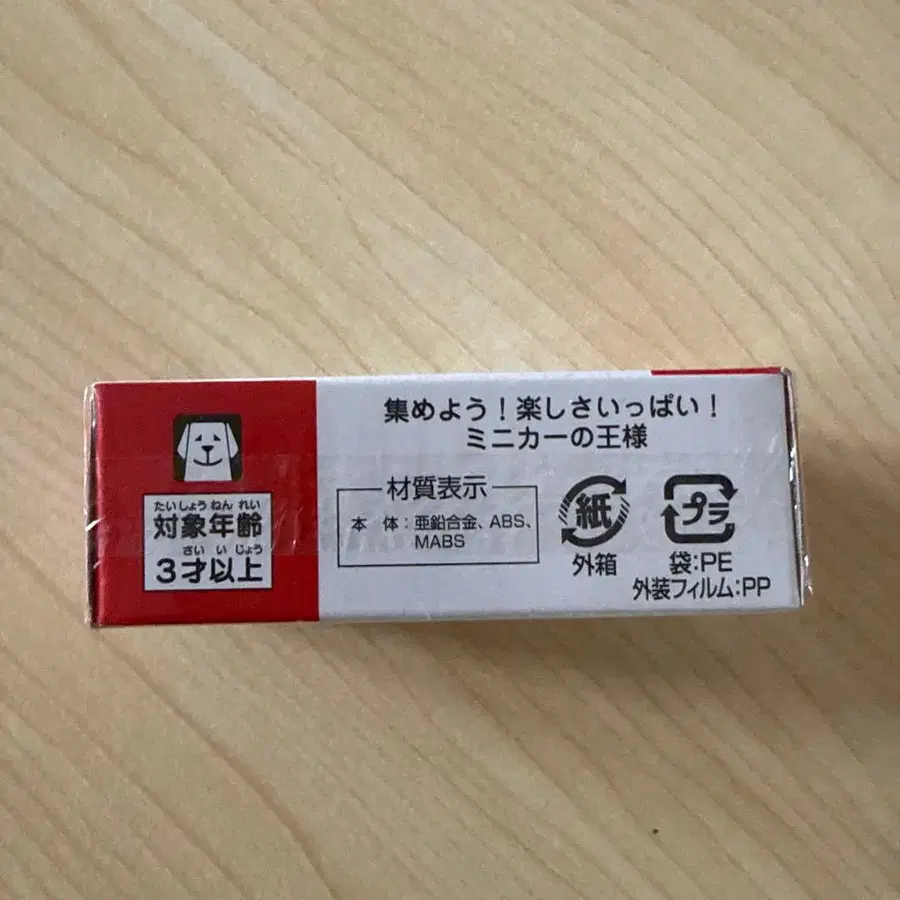 たいしょうねんれい
対象年齢
さいいじょう
3才以上
集めよう！楽しさいっぱい！
ミニカーの王様
材質表示
本　体：亜鉛合金、ABS、
MABS
紙
外箱
プラ
袋:PE
外装フィルム:PP